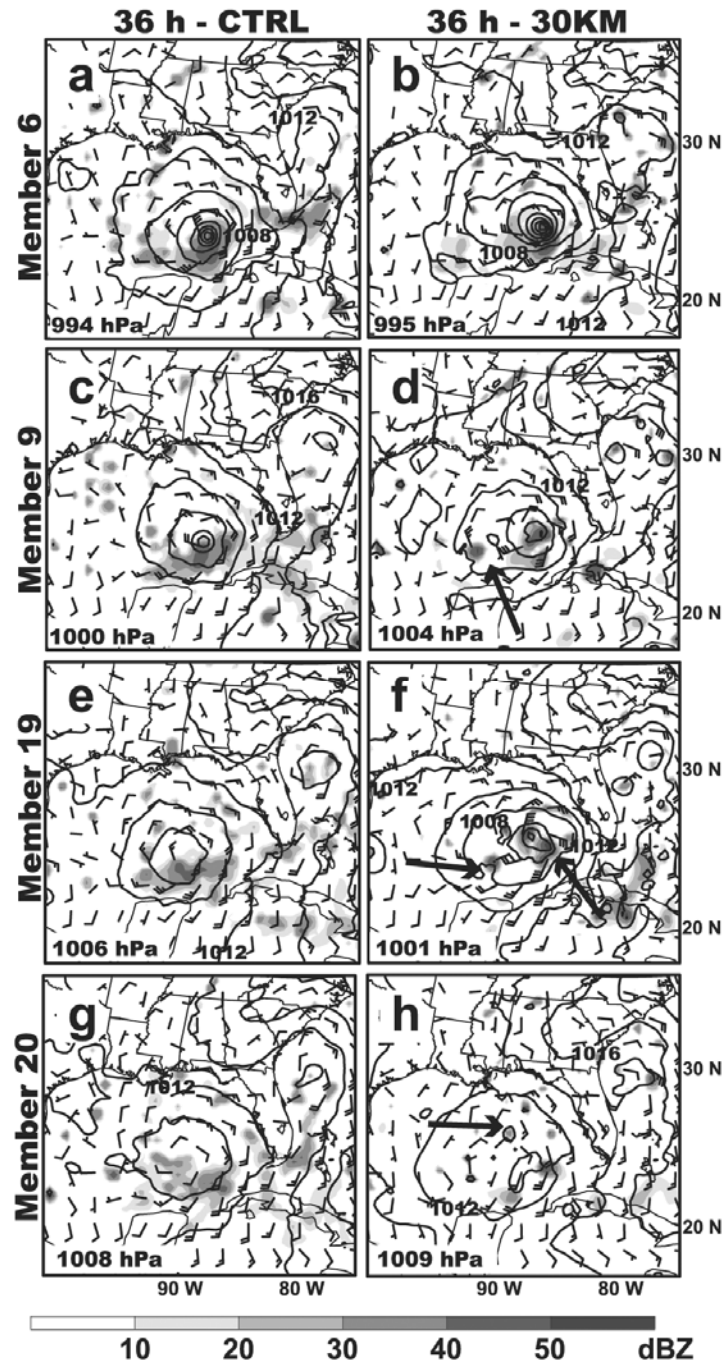 36 h - CTRL 36 h - 30KM
Member 6
a
1012
1008
994 hPa
b
1012
1008
1012
995 hPa
30 N
20 N
Member 9
c
1016
1012
1000 hPa
d
1012
1004 hPa
30 N
20 N
Member 19
e
1012
1006 hPa
f
1012
1008
1012
1001 hPa
30 N
20 N
Member 20
g
1012
1008 hPa
h
1016
1012
1009 hPa
30 N
20 N
90 W 80 W 90 W 80 W
10 20 30 40 50 dBZ